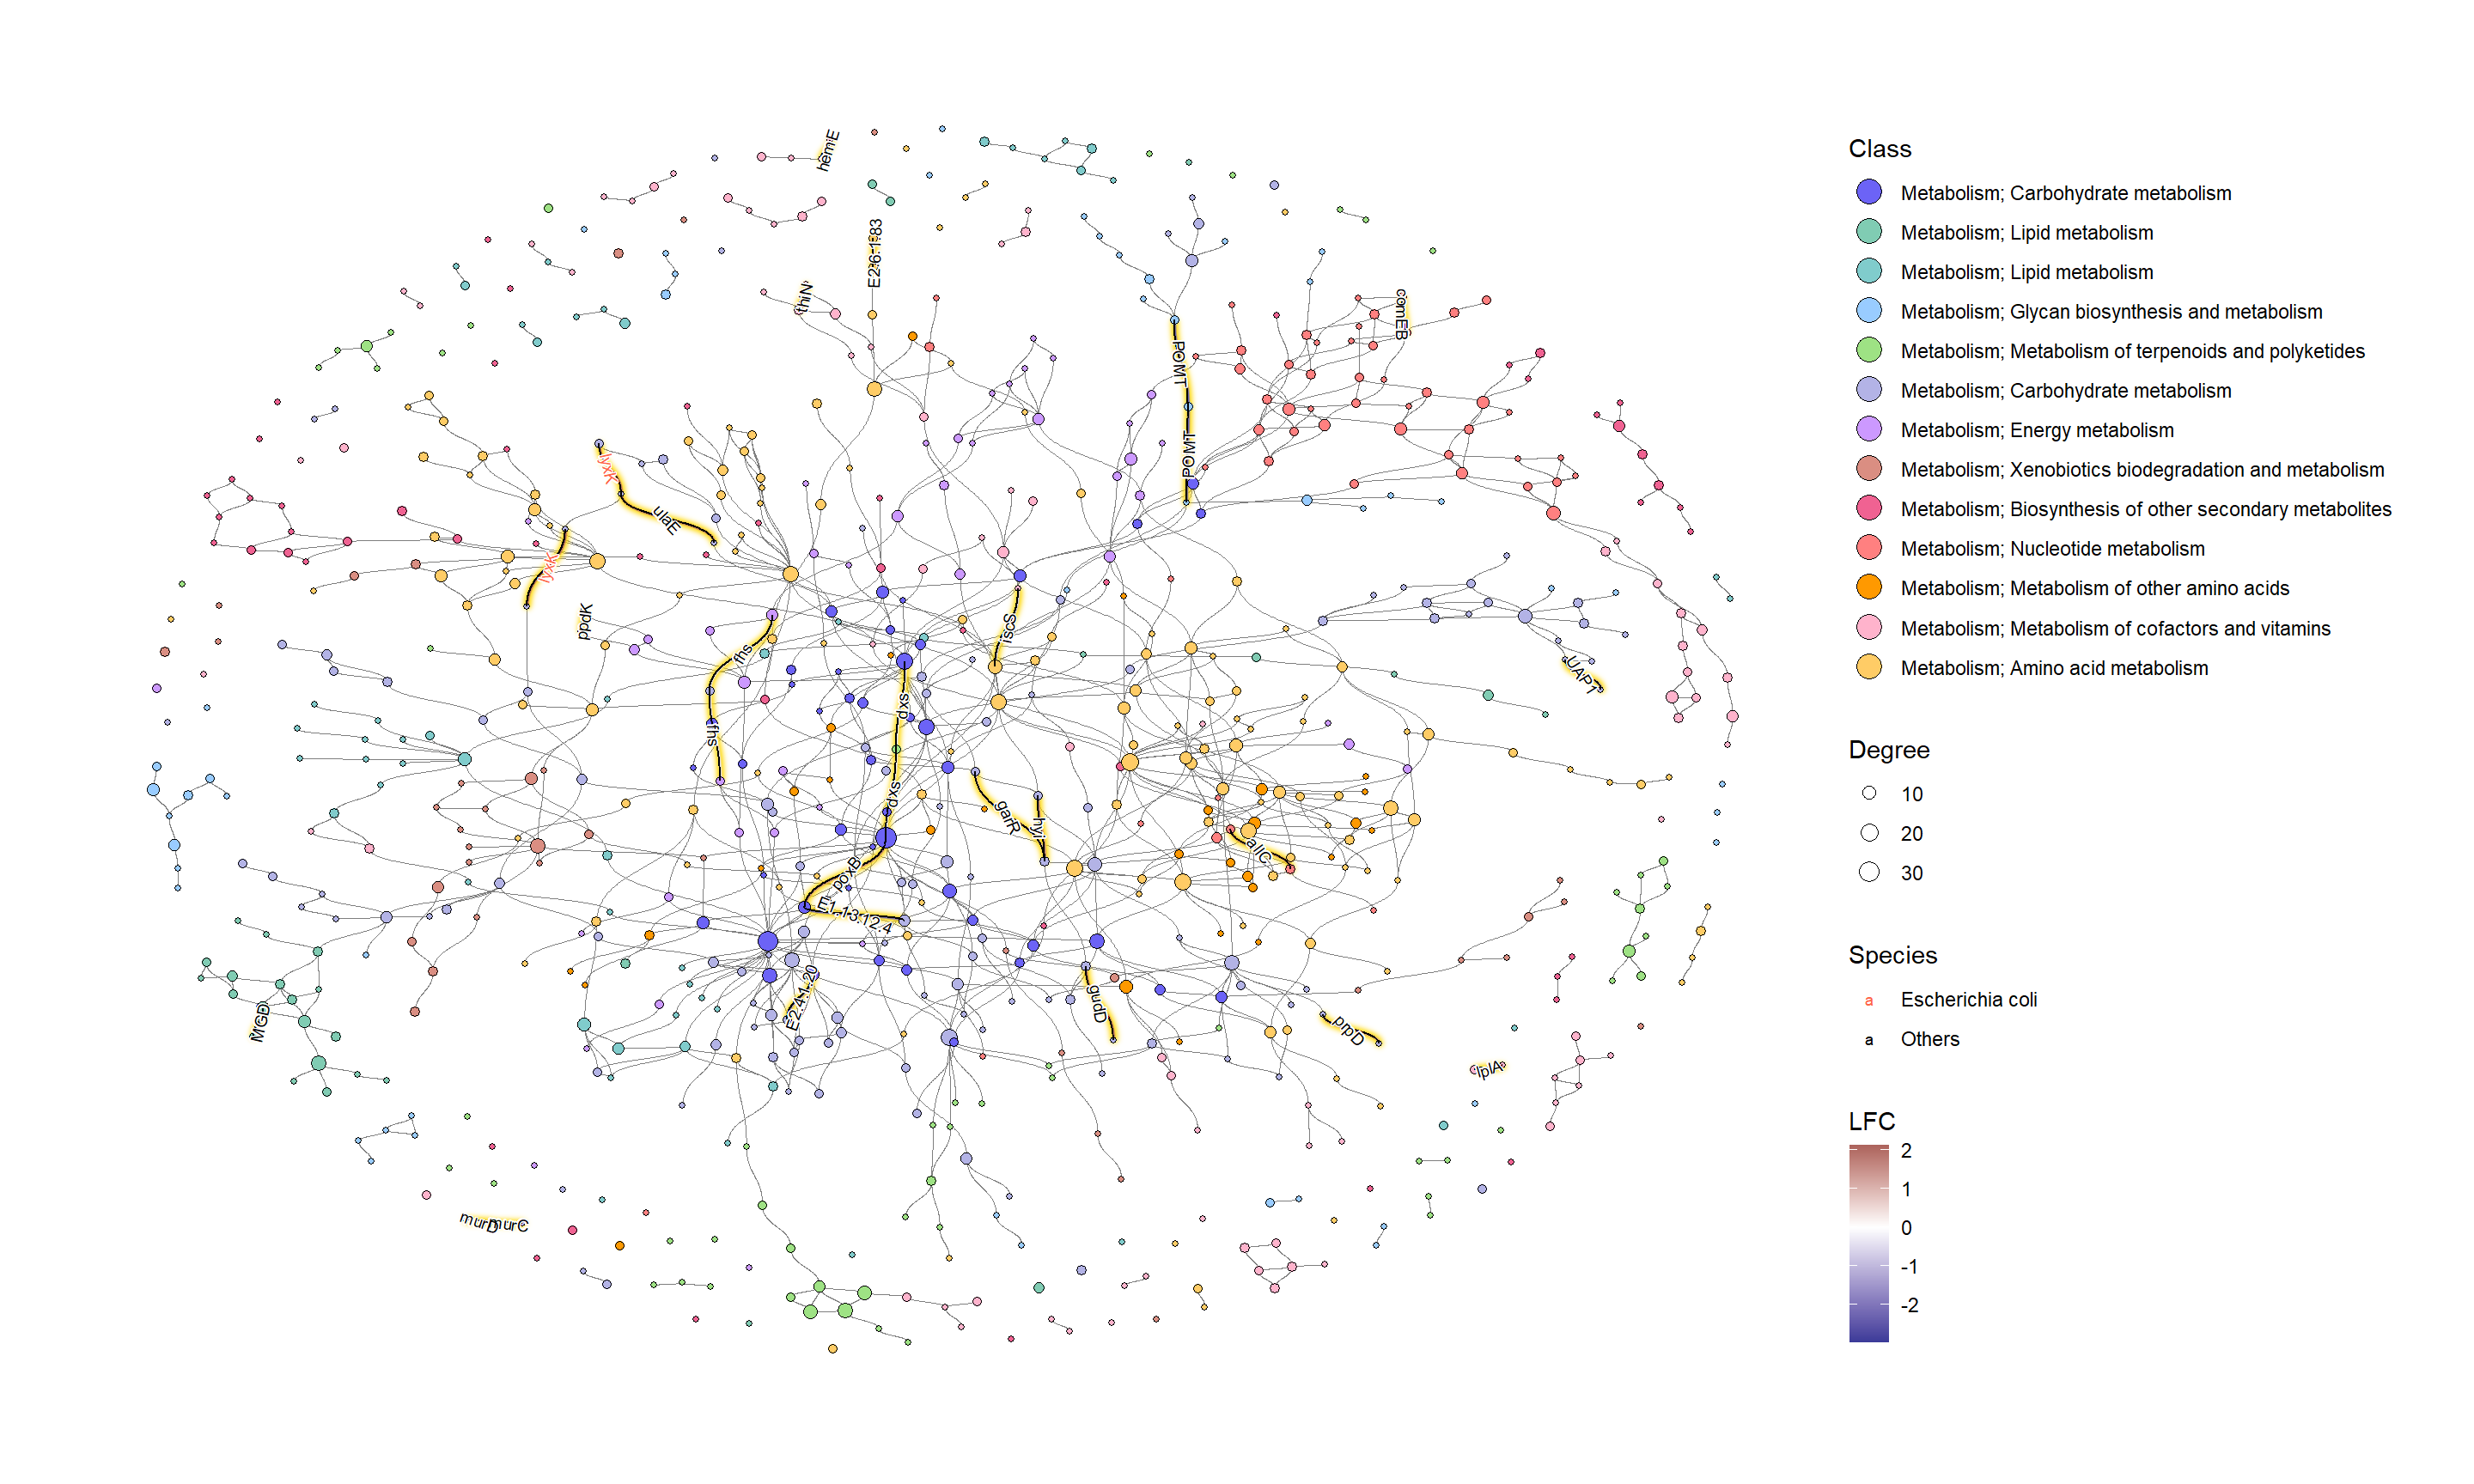 hemE
E2.6.1.83
thiN
comEB
POMT
POMT
lyxK
ulaE
lyxK
ppdK
fhs
iscS
UAP1
dxs
fhs
dxs
garR
hyi
allC
poxB
E1.13.12.4
E2.4.1.20
gudD
MGD
prpD
lplA
murD
murC
Class
Metabolism; Carbohydrate metabolism
Metabolism; Lipid metabolism
Metabolism; Lipid metabolism
Metabolism; Glycan biosynthesis and metabolism
Metabolism; Metabolism of terpenoids and polyketides
Metabolism; Carbohydrate metabolism
Metabolism; Energy metabolism
Metabolism; Xenobiotics biodegradation and metabolism
Metabolism; Biosynthesis of other secondary metabolites
Metabolism; Nucleotide metabolism
Metabolism; Metabolism of other amino acids
Metabolism; Metabolism of cofactors and vitamins
Metabolism; Amino acid metabolism
Degree
10
20
30
Species
a Escherichia coli
a Others
LFC
2
1
0
-1
-2